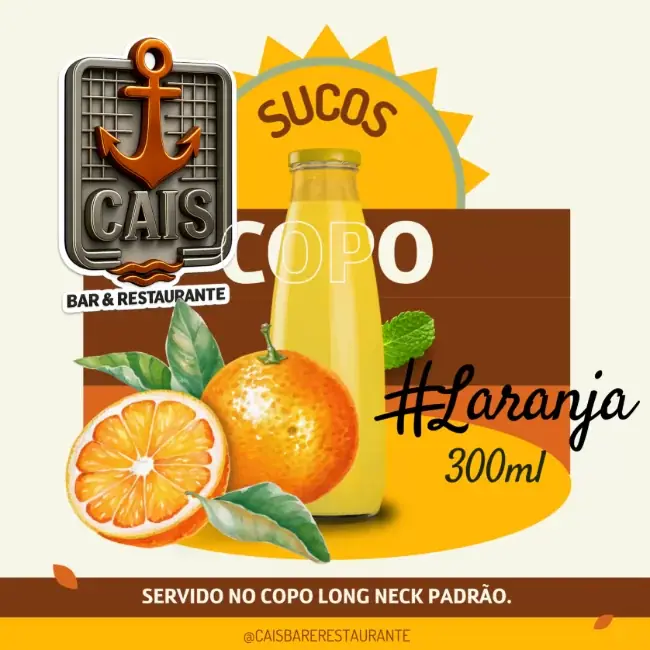 CAIS
BAR & RESTAURANTE
SUCOS
COPO
#Laranja
300ml
SERVIDO NO COPO LONG NECK PADRÃO.
@CAISBARERESTAURANTE